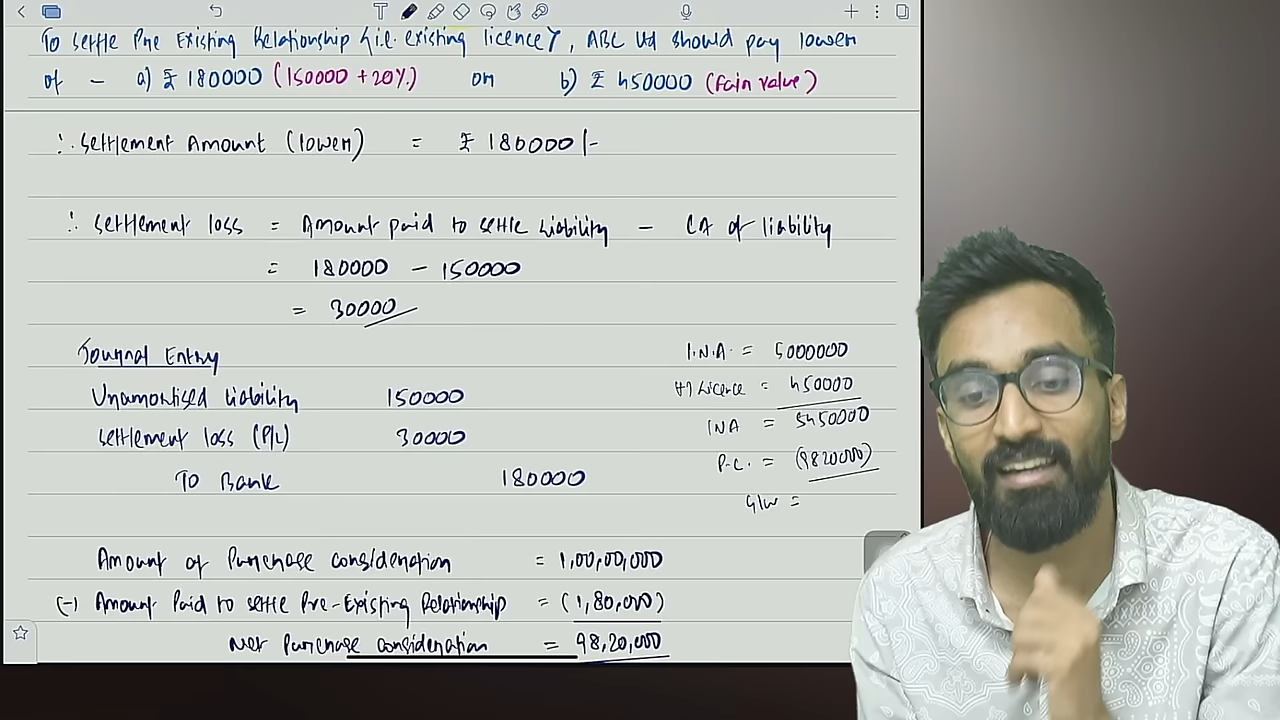 To settle Pre Existing Relationship (i.e. existing licence), ABC Ltd should pay lower
of - a) ₹ 180000 (150000 + 20%) or b) ₹ 450000 (Fair value)
∴ Settlement Amount (lower) = ₹ 180000/-
∴ Settlement loss = Amount paid to settle liability - CA of liability
= 180000 - 150000
= 30000
Journal Entry
Unamortised liability 150000
Settlement loss (P/L) 30000
To Bank 180000
I.N.A. = 5000000
(+) Licence = 450000
INA = 5450000
P.C. = (9820000)
G/w =
Amount of Purchase consideration = 1,00,00,000
(-) Amount Paid to settle Pre-Existing Relationship = (1,80,000)
Net Purchase consideration = 98,20,000